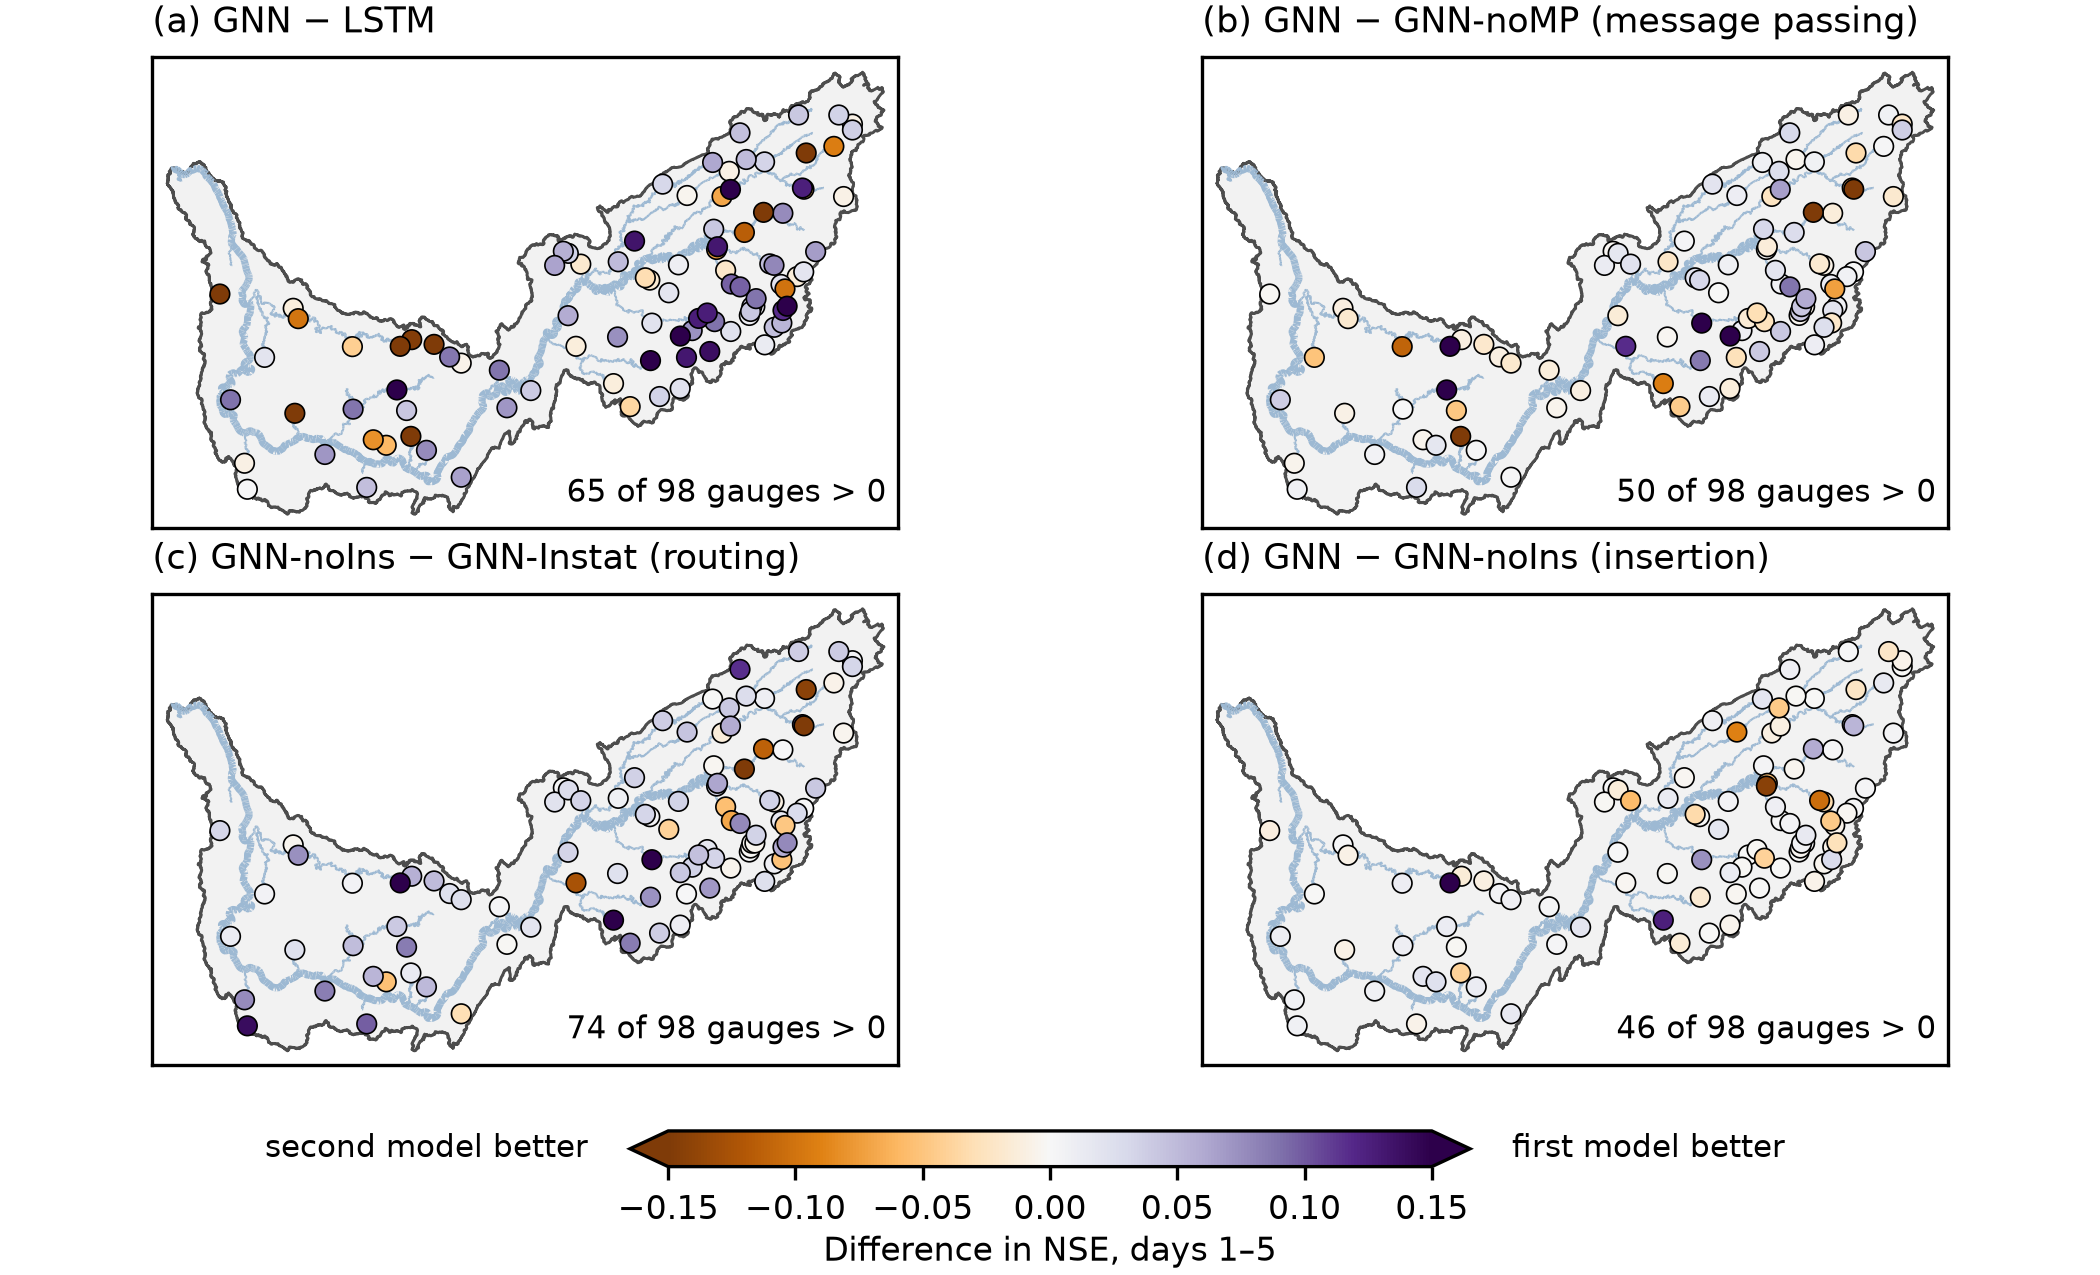 (a) GNN − LSTM
(b) GNN − GNN-noMP (message passing)
65 of 98 gauges > 0
50 of 98 gauges > 0
(c) GNN-noIns − GNN-Instat (routing)
(d) GNN − GNN-noIns (insertion)
74 of 98 gauges > 0
46 of 98 gauges > 0
second model better
first model better
−0.15 −0.10 −0.05 0.00 0.05 0.10 0.15
Difference in NSE, days 1–5